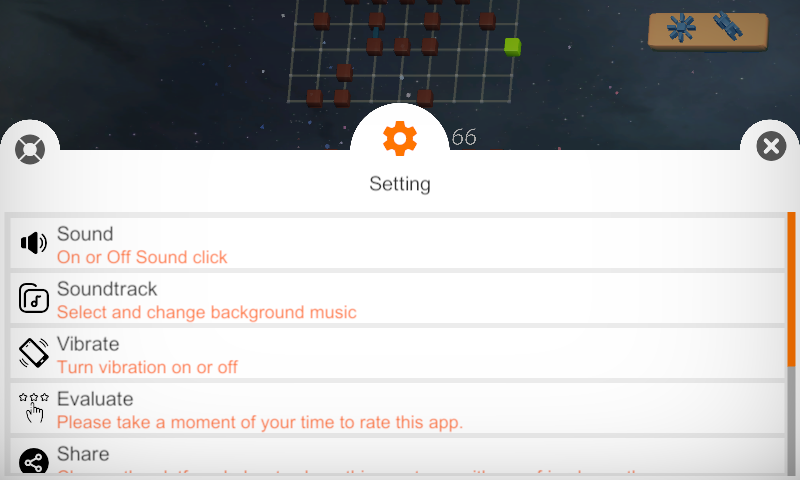 66
Setting
Sound
On or Off Sound click
Soundtrack
Select and change background music
Vibrate
Turn vibration on or off
Evaluate
Please take a moment of your time to rate this app.
Share